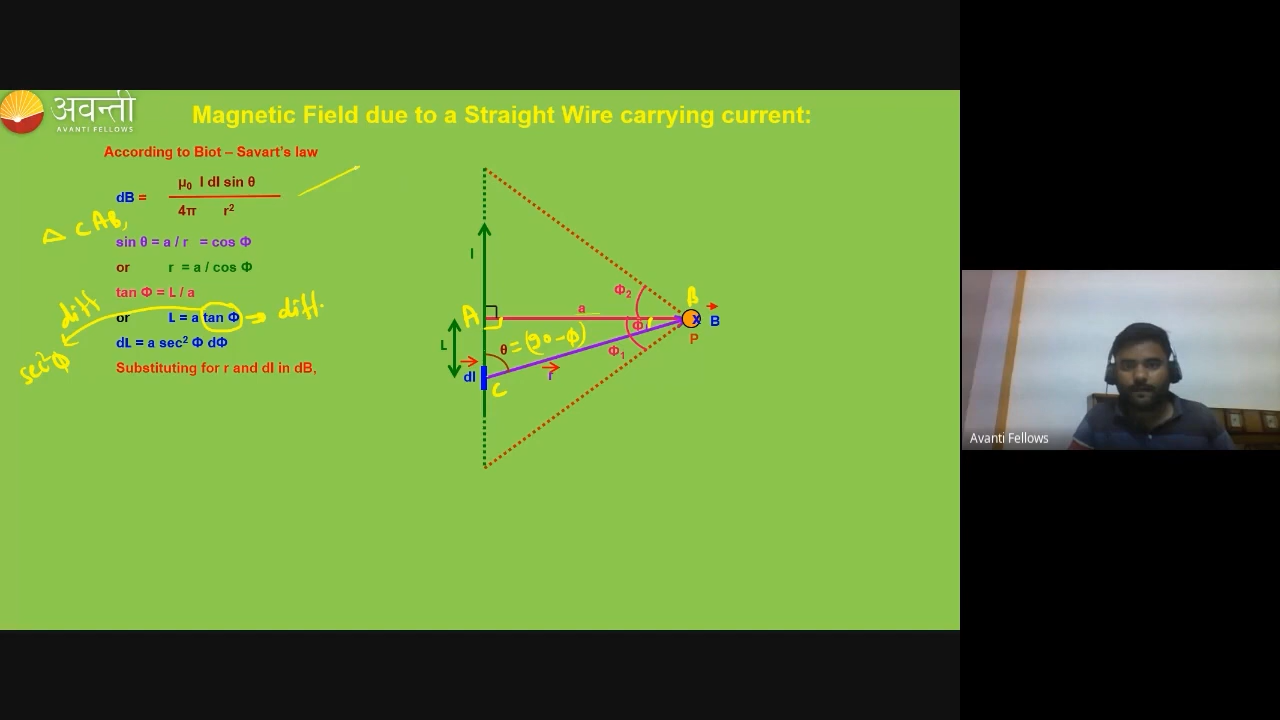 अवन्ती
AVANTI FELLOWS
Magnetic Field due to a Straight Wire carrying current:
According to Biot – Savart’s law
dB =
μ₀ I dl sin θ
4π r²
Δ CAB,
sin θ = a / r = cos Φ
or r = a / cos Φ
tan Φ = L / a
or L = a tan Φ → diff.
diff
sec²Φ
dL = a sec² Φ dΦ
Substituting for r and dl in dB,
I
Φ₂
a
A
B
B
x
P
Φ
Φ₁
L
θ = (90-Φ)
dl
r
C
Avanti Fellows